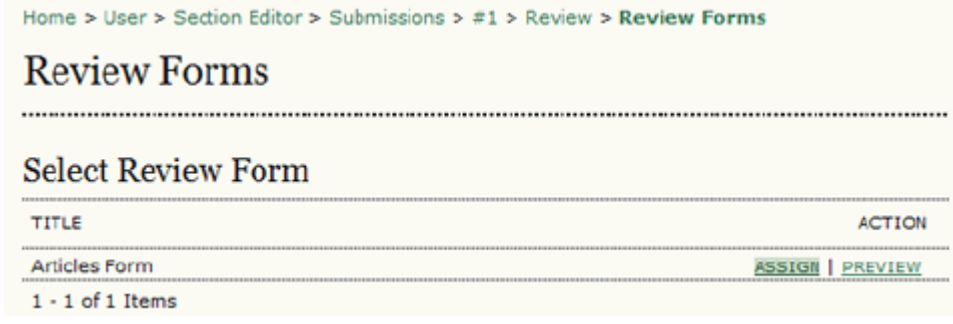 Home > User > Section Editor > Submissions > #1 > Review > Review Forms
Review Forms
Select Review Form
TITLE ACTION
Articles Form ASSIGN | PREVIEW
1 - 1 of 1 Items